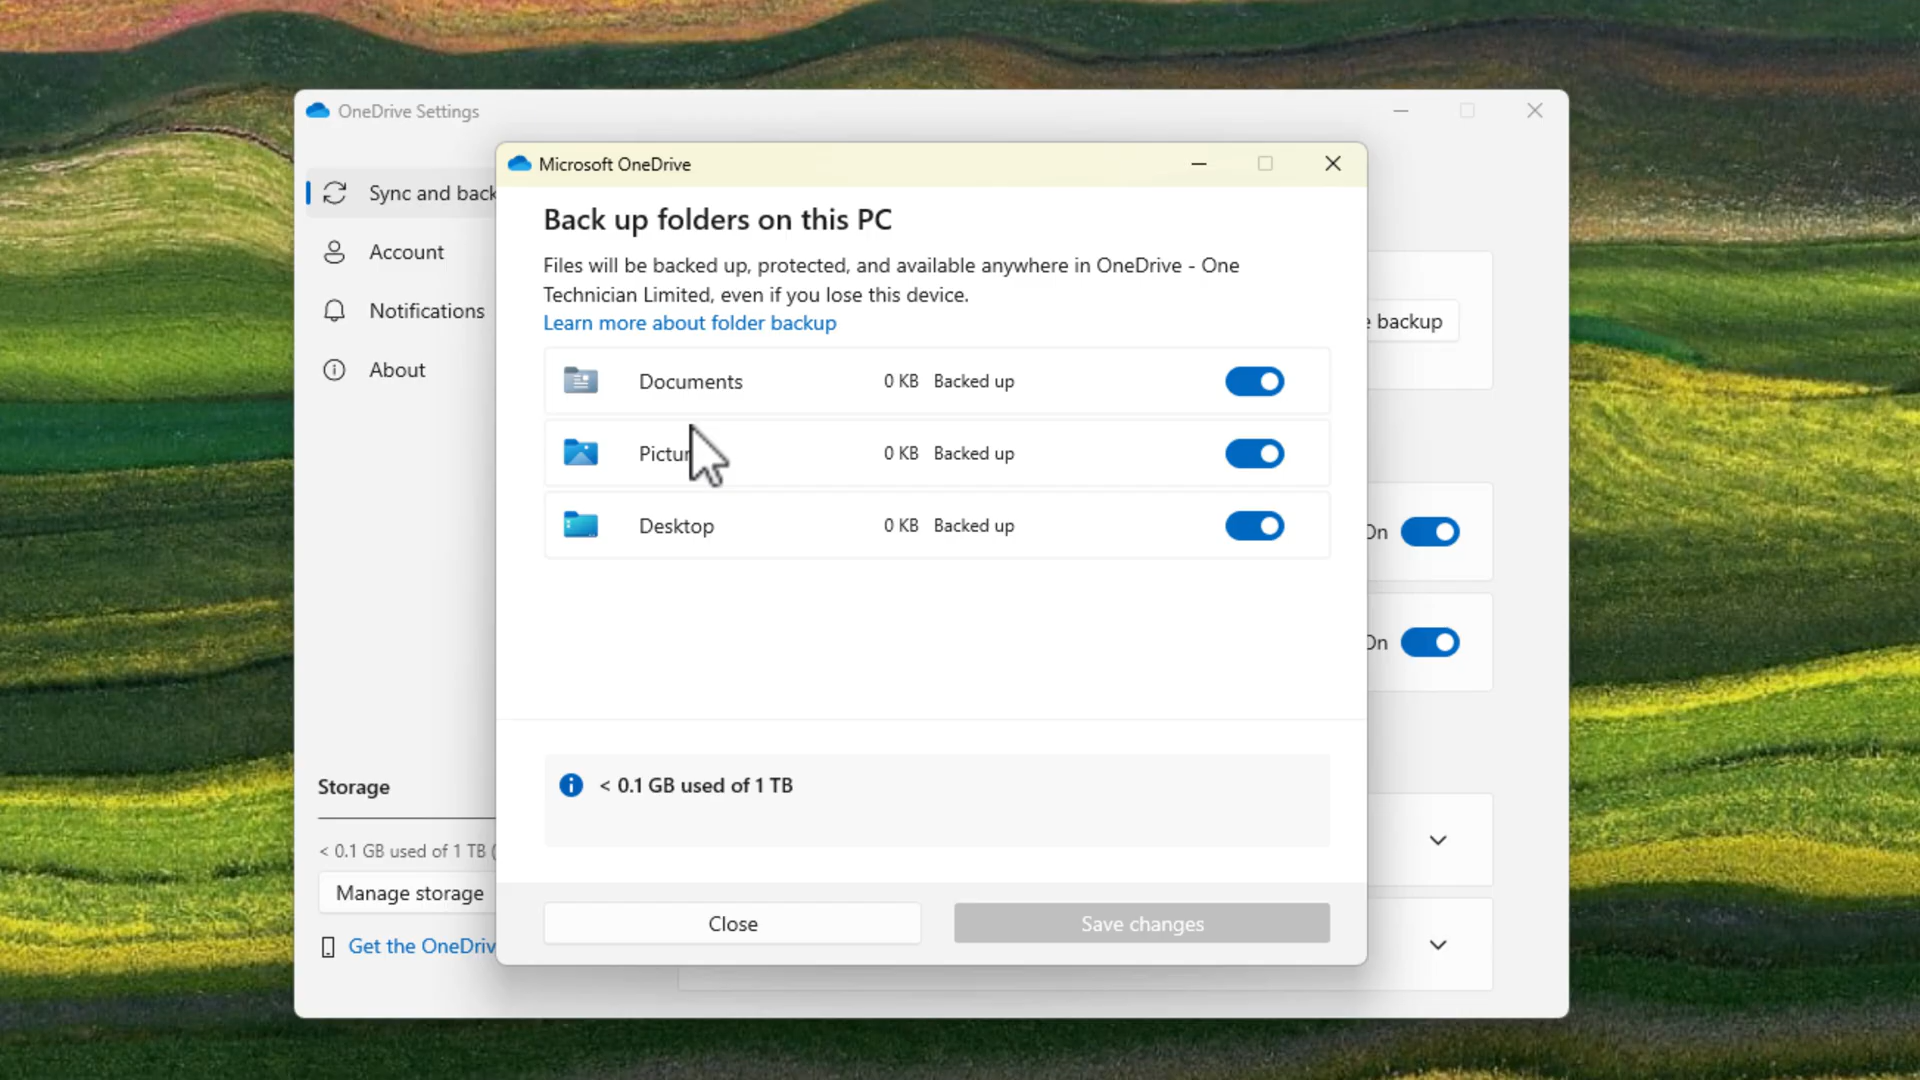 OneDrive Settings
Microsoft OneDrive
Sync and back
Account
Notifications
About
Back up folders on this PC
Files will be backed up, protected, and available anywhere in OneDrive - One
Technician Limited, even if you lose this device.
Learn more about folder backup
Documents 0 KB Backed up
Pictur 0 KB Backed up
Desktop 0 KB Backed up
< 0.1 GB used of 1 TB
Close
Save changes
backup
On
On
Storage
< 0.1 GB used of 1 TB (
Manage storage
Get the OneDriv